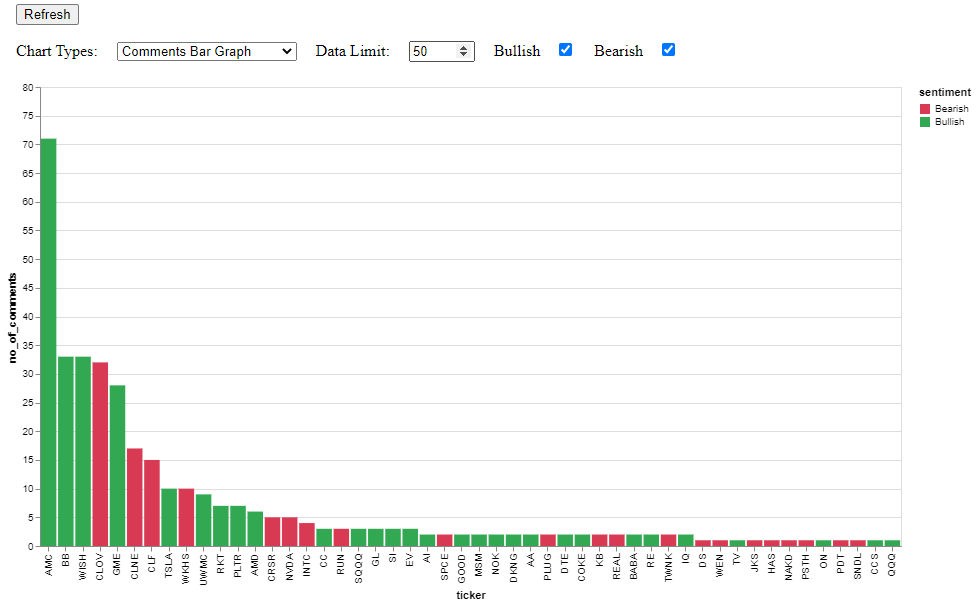 Refresh
Chart Types: Comments Bar Graph Data Limit: 50 Bullish Bearish
sentiment
Bearish
Bullish
80
75
70
65
60
55
50
45
40
35
30
25
20
15
10
5
0
no_of_comments
AMC BB WISH CLOV GME CLNE CLF TSLA WKHS UWMC RKT PLTR AMD CRSR NVDA INTC CC RUN SQQQ GL SI EV AI SPCE GOOD MSM NOK DKNG AA PLUG DTE COKE KB REAL BABA RE TWNK IQ DS WEN TV JKS HAS NAKD PSTH ON PDT SNDL CCS QQQ
ticker